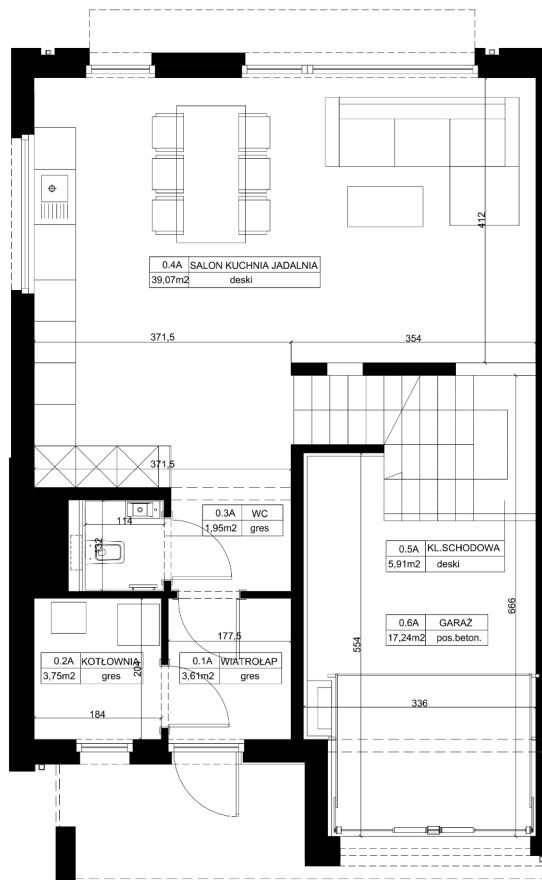 0.4A SALON KUCHNIA JADALNIA
39,07m2 deski
412
371,5
354
371,5
0.3A WC
1,95m2 gres
114
132
0.5A KL.SCHODOWA
5,91m2 deski
666
554
0.6A GARAŻ
17,24m2 pos.beton.
177,5
0.2A KOTŁOWNIA
3,75m2 gres
204
0.1A WIATROŁAP
3,61m2 gres
184
336